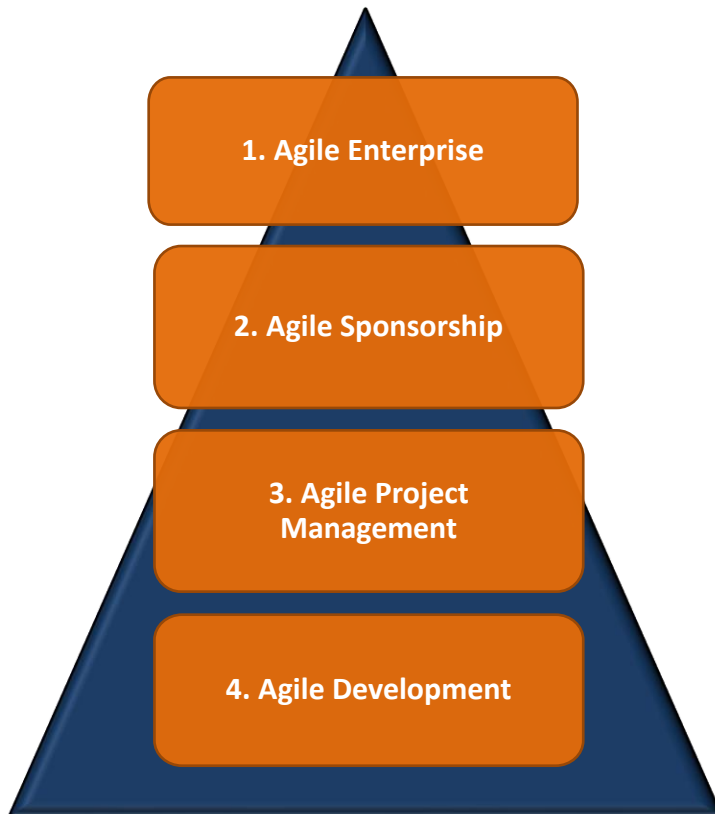 1. Agile Enterprise
2. Agile Sponsorship
3. Agile Project
Management
4. Agile Development